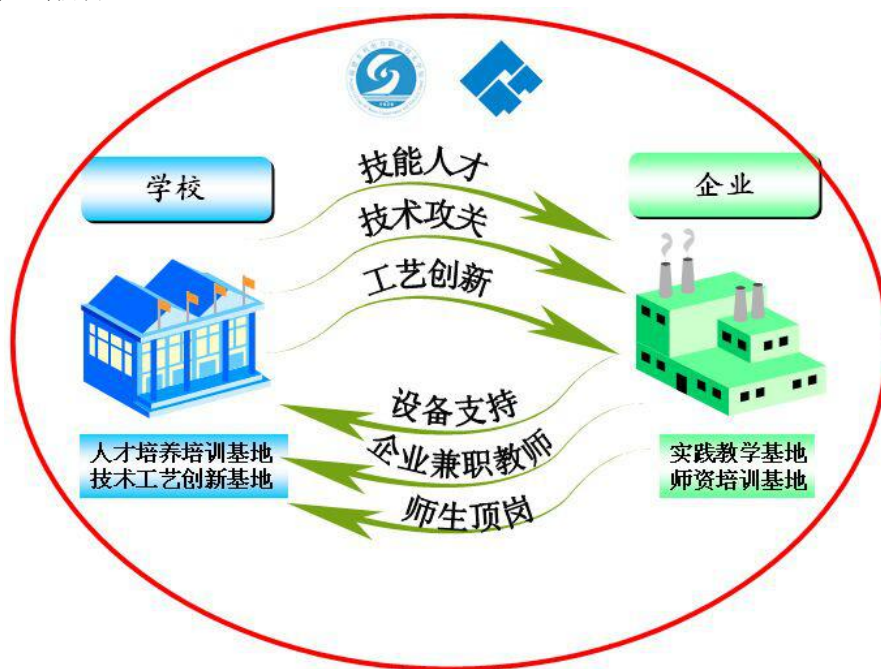 学校
企业
技能人才
技术攻关
工艺创新
设备支持
企业兼职教师
师生顶岗
人才培养培训基地
技术工艺创新基地
实践教学基地
师资培训基地